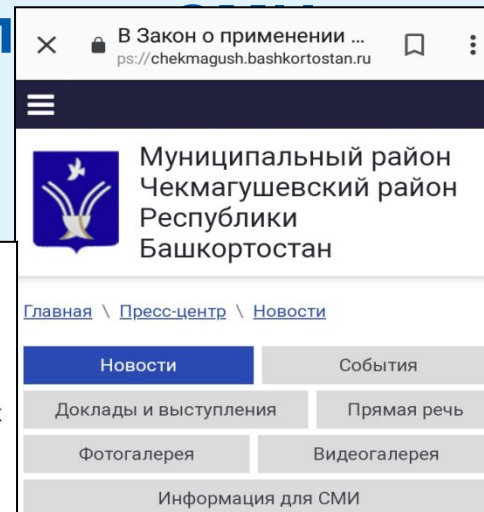 В Закон о применении ...
ps://chekmagush.bashkortostan.ru
Муниципальный район
Чекмагушевский район
Республики
Башкортостан
Главная \ Пресс-центр \ Новости
Новости События
Доклады и выступления Прямая речь
Фотогалерея Видеогалерея
Информация для СМИ